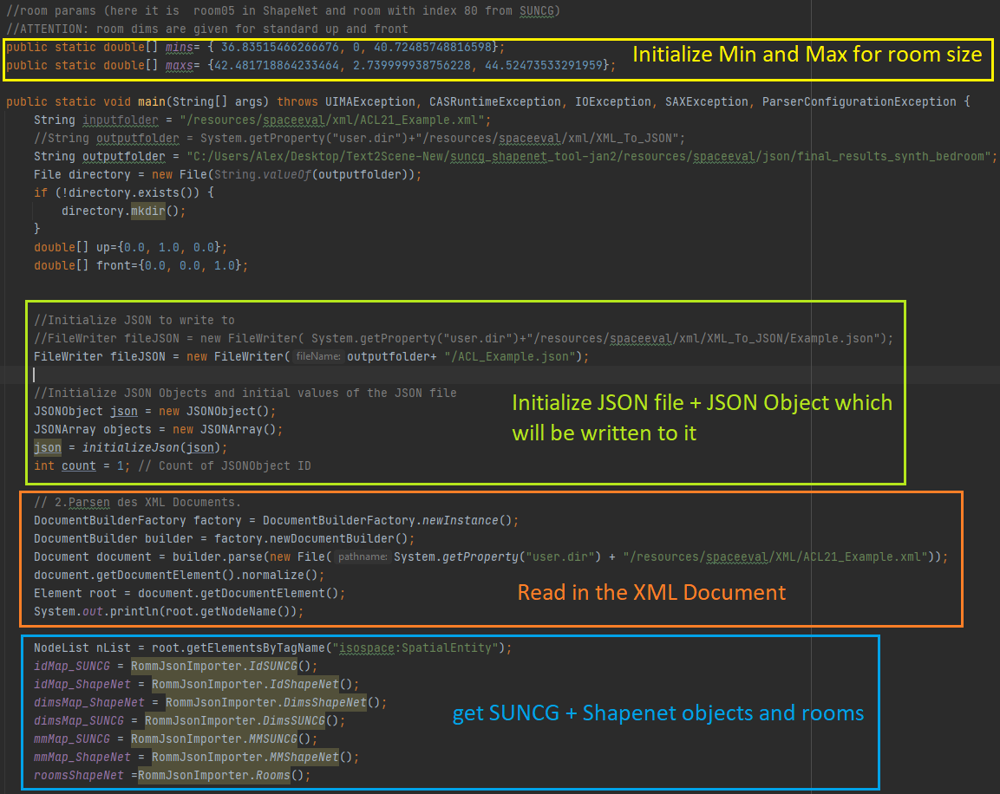 //room params (here it is  room05 in ShapeNet and room with index 80 from SUNCG)
//ATTENTION: room dims are given for standard up and front
public static double[] mins= { 36.83515466266676, 0, 40.72485748816598};
public static double[] maxs= {42.481718864233464, 2.739999938756228, 44.52473533291959};
Initialize Min and Max for room size
public static void main(String[] args) throws UIMAException, CASRuntimeException, IOException, SAXException, ParserConfigurationException {
String inputfolder = "/resources/spaceeval/xml/ACL21_Example.xml";
//String outputfolder = System.getProperty("user.dir")+"/resources/spaceeval/xml/XML_To_JSON";
String outputfolder = "C:/Users/Alex/Desktop/Text2Scene-New/suncg_shapenet_tool-jan2/resources/spaceeval/json/final_results_synth_bedroom";
File directory = new File(String.valueOf(outputfolder));
if (!directory.exists()) {
directory.mkdir();
}
double[] up={0.0, 1.0, 0.0};
double[] front={0.0, 0.0, 1.0};
//Initialize JSON to write to
//FileWriter fileJSON = new FileWriter( System.getProperty("user.dir")+"/resources/spaceeval/xml/XML_To_JSON/Example.json");
FileWriter fileJSON = new FileWriter( fileName: outputfolder+ "/ACL_Example.json");
//Initialize JSON Objects and initial values of the JSON file
JSONObject json = new JSONObject();
JSONArray objects = new JSONArray();
json = initializeJson(json);
int count = 1; // Count of JSONObject ID
Initialize JSON file + JSON Object which
will be written to it
// 2.Parsen des XML Documents.
DocumentBuilderFactory factory = DocumentBuilderFactory.newInstance();
DocumentBuilder builder = factory.newDocumentBuilder();
Document document = builder.parse(new File( pathname: System.getProperty("user.dir") + "/resources/spaceeval/XML/ACL21_Example.xml"));
document.getDocumentElement().normalize();
Element root = document.getDocumentElement();
System.out.println(root.getNodeName());
Read in the XML Document
NodeList nList = root.getElementsByTagName("isospace:SpatialEntity");
idMap_SUNCG = RommJsonImporter.IdSUNCG();
idMap_ShapeNet = RommJsonImporter.IdShapeNet();
dimsMap_ShapeNet = RommJsonImporter.DimsShapeNet();
dimsMap_SUNCG = RommJsonImporter.DimsSUNCG();
mmMap_SUNCG = RommJsonImporter.MMSUNCG();
mmMap_ShapeNet = RommJsonImporter.MMShapeNet();
roomsShapeNet =RommJsonImporter.Rooms();
get SUNCG + Shapenet objects and rooms